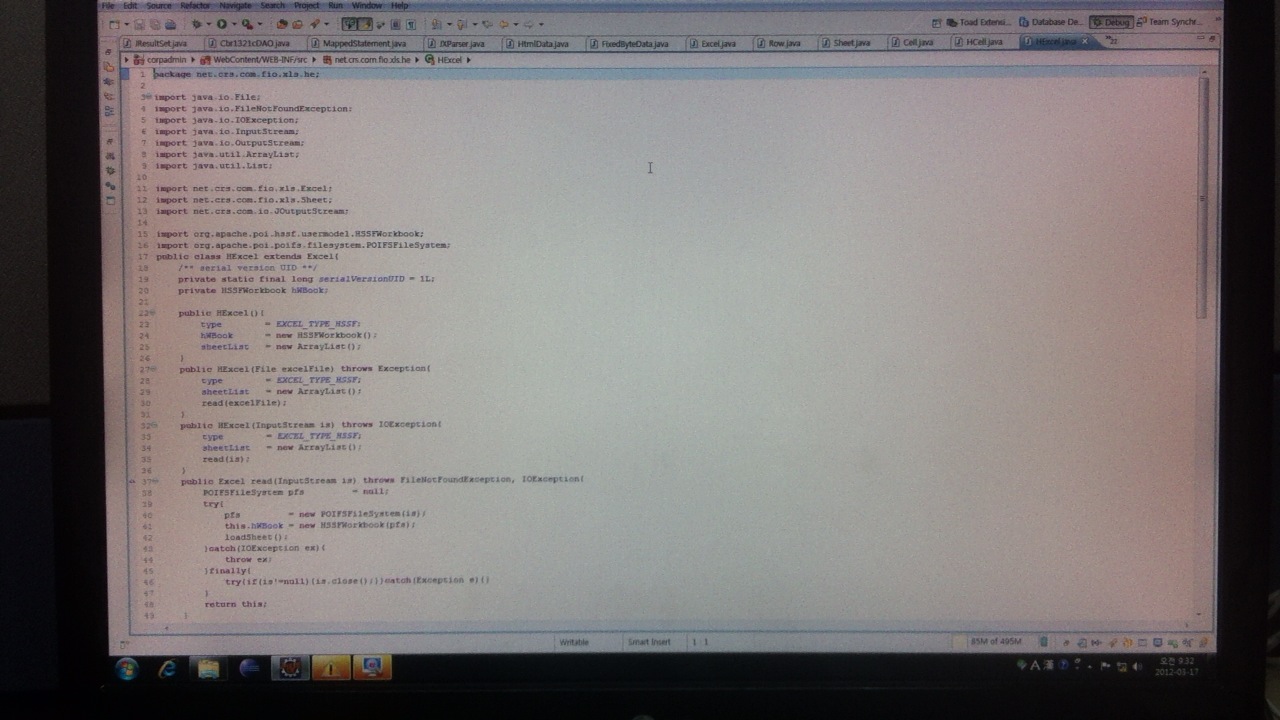 File Edit Source Refactor Navigate Search Project Run Window Help
Toad Extensi... Database De... Debug Team Synchr...
JResultSet.java Cbr1321cDAO.java MappedStatement.java JXParser.java HtmlData.java FixedByteData.java Excel.java Row.java Sheet.java Cell.java HCell.java HExcel.java 22
corpadmin WebContent/WEB-INF/src net.crs.com.fio.xls.he HExcel
1 package net.crs.com.fio.xls.he;
2
3 import java.io.File;
4 import java.io.FileNotFoundException;
5 import java.io.IOException;
6 import java.io.InputStream;
7 import java.io.OutputStream;
8 import java.util.ArrayList;
9 import java.util.List;
10
11 import net.crs.com.fio.xls.Excel;
12 import net.crs.com.fio.xls.Sheet;
13 import net.crs.com.io.JOutputStream;
14
15 import org.apache.poi.hssf.usermodel.HSSFWorkbook;
16 import org.apache.poi.poifs.filesystem.POIFSFileSystem;
17 public class HExcel extends Excel{
18 /** serial version UID **/
19 private static final long serialVersionUID = 1L;
20 private HSSFWorkbook hWBook;
21
22 public HExcel(){
23 type = EXCEL_TYPE_HSSF;
24 hWBook = new HSSFWorkbook();
25 sheetList = new ArrayList();
26 }
27 public HExcel(File excelFile) throws Exception{
28 type = EXCEL_TYPE_HSSF;
29 sheetList = new ArrayList();
30 read(excelFile);
31 }
32 public HExcel(InputStream is) throws IOException{
33 type = EXCEL_TYPE_HSSF;
34 sheetList = new ArrayList();
35 read(is);
36 }
37 public Excel read(InputStream is) throws FileNotFoundException, IOException{
38 POIFSFileSystem pfs = null;
39 try{
40 pfs = new POIFSFileSystem(is);
41 this.hWBook = new HSSFWorkbook(pfs);
42 loadSheet();
43 }catch(IOException ex){
44 throw ex;
45 }finally{
46 try{if(is!=null){is.close();}}catch(Exception e){}
47 }
48 return this;
49 }
Writable Smart Insert 1 : 1 85M of 495M
A 漢 오전 9:32
2012-03-17